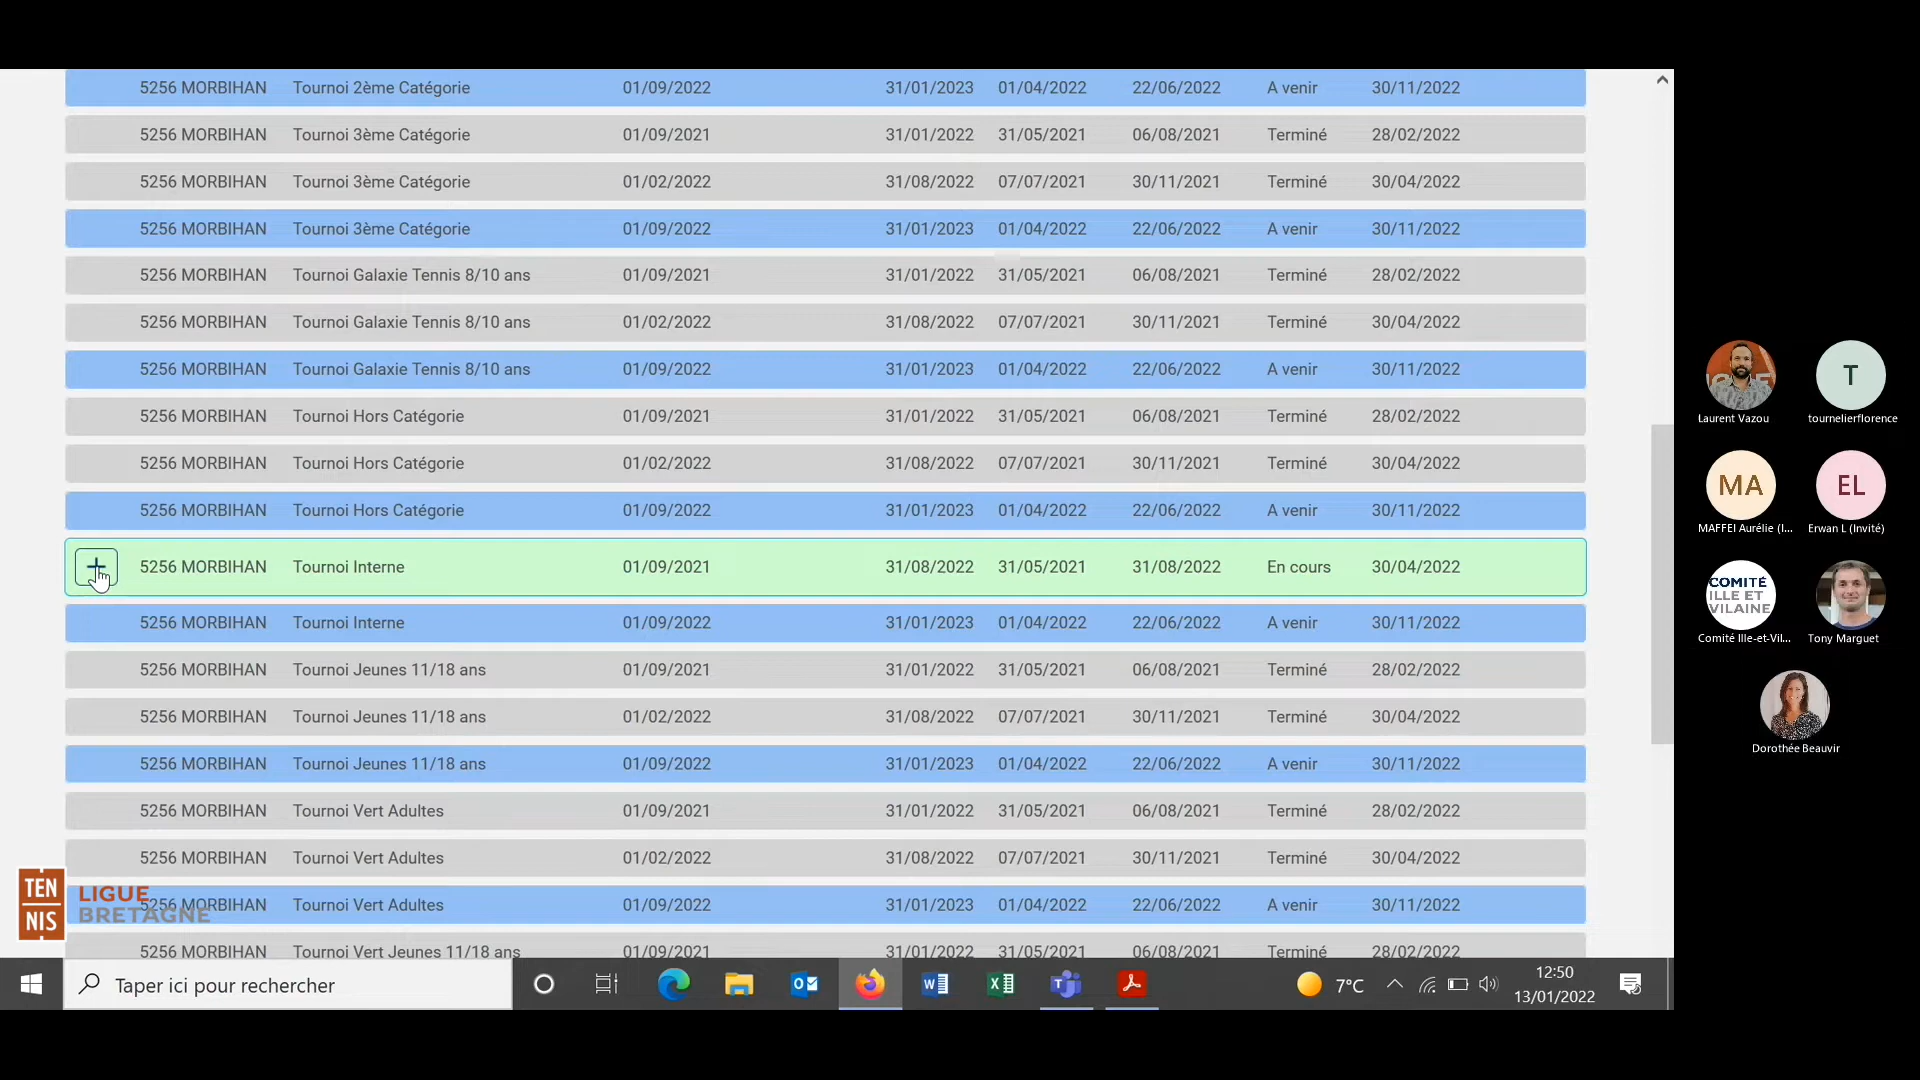 5256 MORBIHAN Tournoi 2ème Catégorie 01/09/2022 31/01/2023 01/04/2022 22/06/2022 A venir 30/11/2022
5256 MORBIHAN Tournoi 3ème Catégorie 01/09/2021 31/01/2022 31/05/2021 06/08/2021 Terminé 28/02/2022
5256 MORBIHAN Tournoi 3ème Catégorie 01/02/2022 31/08/2022 07/07/2021 30/11/2021 Terminé 30/04/2022
5256 MORBIHAN Tournoi 3ème Catégorie 01/09/2022 31/01/2023 01/04/2022 22/06/2022 A venir 30/11/2022
5256 MORBIHAN Tournoi Galaxie Tennis 8/10 ans 01/09/2021 31/01/2022 31/05/2021 06/08/2021 Terminé 28/02/2022
5256 MORBIHAN Tournoi Galaxie Tennis 8/10 ans 01/02/2022 31/08/2022 07/07/2021 30/11/2021 Terminé 30/04/2022
5256 MORBIHAN Tournoi Galaxie Tennis 8/10 ans 01/09/2022 31/01/2023 01/04/2022 22/06/2022 A venir 30/11/2022
5256 MORBIHAN Tournoi Hors Catégorie 01/09/2021 31/01/2022 31/05/2021 06/08/2021 Terminé 28/02/2022
5256 MORBIHAN Tournoi Hors Catégorie 01/02/2022 31/08/2022 07/07/2021 30/11/2021 Terminé 30/04/2022
5256 MORBIHAN Tournoi Hors Catégorie 01/09/2022 31/01/2023 01/04/2022 22/06/2022 A venir 30/11/2022
5256 MORBIHAN Tournoi Interne 01/09/2021 31/08/2022 31/05/2021 31/08/2022 En cours 30/04/2022
5256 MORBIHAN Tournoi Interne 01/09/2022 31/01/2023 01/04/2022 22/06/2022 A venir 30/11/2022
5256 MORBIHAN Tournoi Jeunes 11/18 ans 01/09/2021 31/01/2022 31/05/2021 06/08/2021 Terminé 28/02/2022
5256 MORBIHAN Tournoi Jeunes 11/18 ans 01/02/2022 31/08/2022 07/07/2021 30/11/2021 Terminé 30/04/2022
5256 MORBIHAN Tournoi Jeunes 11/18 ans 01/09/2022 31/01/2023 01/04/2022 22/06/2022 A venir 30/11/2022
5256 MORBIHAN Tournoi Vert Adultes 01/09/2021 31/01/2022 31/05/2021 06/08/2021 Terminé 28/02/2022
5256 MORBIHAN Tournoi Vert Adultes 01/02/2022 31/08/2022 07/07/2021 30/11/2021 Terminé 30/04/2022
5256 MORBIHAN Tournoi Vert Adultes 01/09/2022 31/01/2023 01/04/2022 22/06/2022 A venir 30/11/2022
5256 MORBIHAN Tournoi Vert Jeunes 11/18 ans 01/09/2021 31/01/2022 31/05/2021 06/08/2021 Terminé 28/02/2022
TEN
NIS
LIGUE
BRETAGNE
Taper ici pour rechercher
7°C
12:50
13/01/2022
Laurent Vazou
T
tournelierflorence
MA
MAFFEI Aurélie (I...
EL
Erwan L (Invité)
COMITÉ
ILLE ET
VILAINE
Comité Ille-et-Vil...
Tony Marguet
Dorothée Beauvir